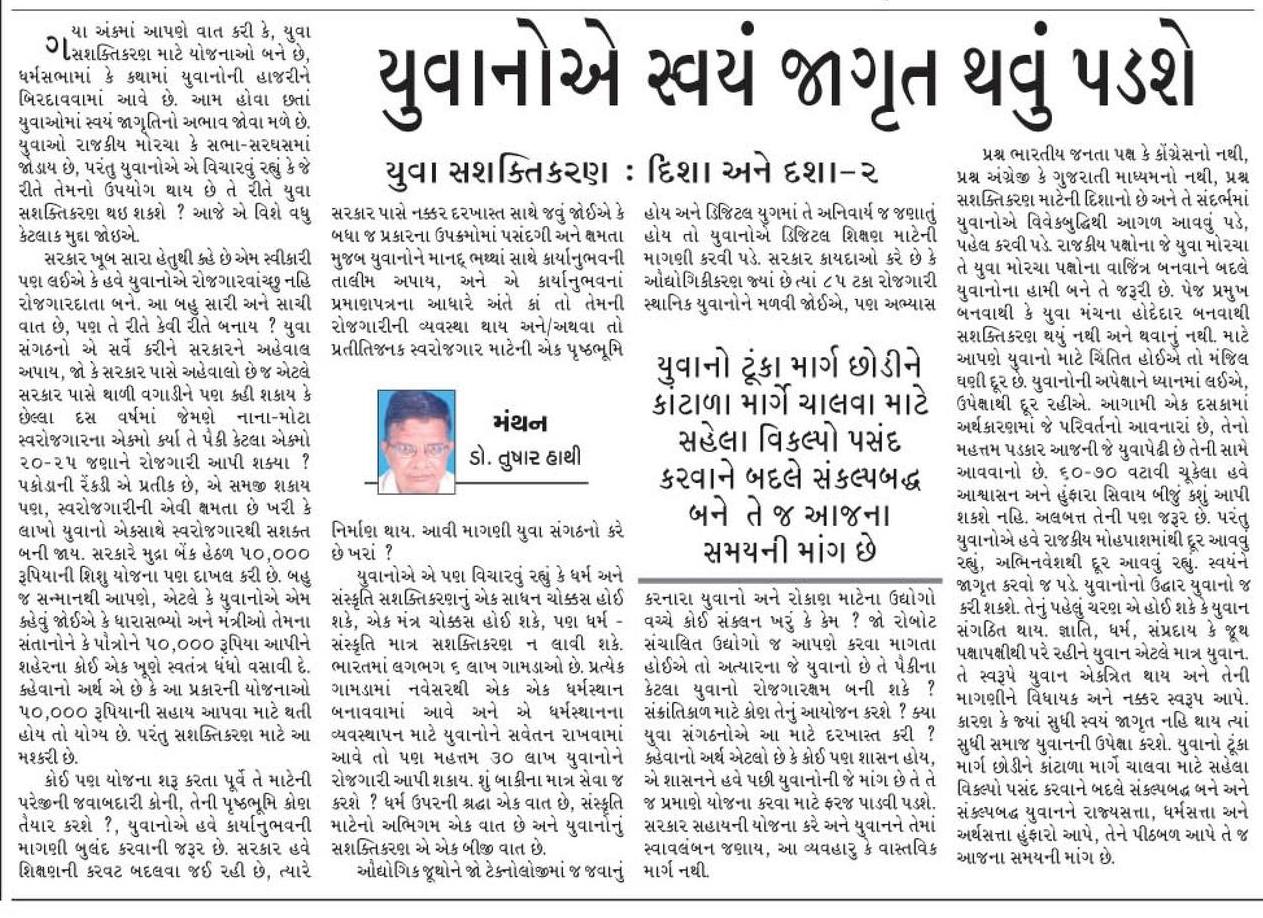 યુવાનોએ સ્વયં જાગૃત થવું પડશે
યુવા સશક્તિકરણ : દિશા અને દશા-૨
ગયા અંકમાં આપણે વાત કરી કે, યુવા
સશક્તિકરણ માટે યોજનાઓ બને છે,
ધર્મસભામાં કે કથામાં યુવાનોની હાજરીને
બિરદાવવામાં આવે છે. આમ હોવા છતાં
યુવાઓમાં સ્વયં જાગૃતિનો અભાવ જોવા મળે છે.
યુવાઓ રાજકીય મોરચા કે સભા-સરઘસમાં
જોડાય છે, પરંતુ યુવાનોએ એ વિચારવું રહ્યું કે જે
રીતે તેમનો ઉપયોગ થાય છે તે રીતે યુવા
સશક્તિકરણ થઇ શકશે ? આજે એ વિશે વધુ
કેટલાક મુદ્દા જોઇએ.
સરકાર ખૂબ સારા હેતુથી કહે છે એમ સ્વીકારી
પણ લઈએ કે હવે યુવાનોએ રોજગારવાંચ્છુ નહિ
રોજગારદાતા બને. આ બહુ સારી અને સાચી
વાત છે, પણ તે રીતે કેવી રીતે બનાય ? યુવા
સંગઠનો એ સર્વે કરીને સરકારને અહેવાલ
અપાય, જો કે સરકાર પાસે અહેવાલો છે જ એટલે
સરકાર પાસે થાળી વગાડીને પણ કહી શકાય કે
છેલ્લા દસ વર્ષમાં જેમણે નાના-મોટા
સ્વરોજગારના એકમો કર્યા તે પૈકી કેટલા એકમો
૨૦-૨૫ જણાને રોજગારી આપી શક્યા ?
પકોડાની રેંકડી એ પ્રતીક છે, એ સમજી શકાય
પણ, સ્વરોજગારીની એવી ક્ષમતા છે ખરી કે
લાખો યુવાનો એકસાથે સ્વરોજગારથી સશક્ત
બની જાય. સરકારે મુદ્રા બેંક હેઠળ ૫૦,૦૦૦
રૂપિયાની શિશુ યોજના પણ દાખલ કરી છે. બહુ
જ સન્માનથી આપણે, એટલે કે યુવાનોએ એમ
કહેવું જોઈએ કે ધારાસભ્યો અને મંત્રીઓ તેમના
સંતાનોને કે પૌત્રોને ૫૦,૦૦૦ રૂપિયા આપીને
શહેરના કોઈ એક ખૂણે સ્વતંત્ર ધંધો વસાવી દે.
કહેવાનો અર્થ એ છે કે આ પ્રકારની યોજનાઓ
૫૦,૦૦૦ રૂપિયાની સહાય આપવા માટે થતી
હોય તો યોગ્ય છે. પરંતુ સશક્તિકરણ માટે આ
મશ્કરી છે.
કોઈ પણ યોજના શરૂ કરતા પૂર્વે તે માટેની
પરેજીની જવાબદારી કોની, તેની પૃષ્ઠભૂમિ કોણ
તૈયાર કરશે ?, યુવાનોએ હવે કાર્યાનુભવની
માગણી બુલંદ કરવાની જરૂર છે. સરકાર હવે
શિક્ષણની કરવટ બદલવા જઈ રહી છે, ત્યારે
સરકાર પાસે નક્કર દરખાસ્ત સાથે જવું જોઈએ કે
બધા જ પ્રકારના ઉપક્રમોમાં પસંદગી અને ક્ષમતા
મુજબ યુવાનોને માનદ્ ભથ્થાં સાથે કાર્યાનુભવની
તાલીમ અપાય, અને એ કાર્યાનુભવનાં
પ્રમાણપત્રના આધારે અંતે કાં તો તેમની
રોજગારીની વ્યવસ્થા થાય અને/અથવા તો
પ્રતીતિજનક સ્વરોજગાર માટેની એક પૃષ્ઠભૂમિ
મંથન
ડો. તુષાર હાથી
નિર્માણ થાય. આવી માગણી યુવા સંગઠનો કરે
છે ખરાં ?
યુવાનોએ એ પણ વિચારવું રહ્યું કે ધર્મ અને
સંસ્કૃતિ સશક્તિકરણનું એક સાધન ચોક્કસ હોઈ
શકે, એક મંત્ર ચોક્કસ હોઈ શકે, પણ ધર્મ -
સંસ્કૃતિ માત્ર સશક્તિકરણ ન લાવી શકે.
ભારતમાં લગભગ ૬ લાખ ગામડાઓ છે. પ્રત્યેક
ગામડામાં નવેસરથી એક એક ધર્મસ્થાન
બનાવવામાં આવે અને એ ધર્મસ્થાનના
વ્યવસ્થાપન માટે યુવાનોને સવેતન રાખવામાં
આવે તો પણ મહત્તમ ૩૦ લાખ યુવાનોને
રોજગારી આપી શકાય. શું બાકીના માત્ર સેવા જ
કરશે ? ધર્મ ઉપરની શ્રદ્ધા એક વાત છે, સંસ્કૃતિ
માટેનો અભિગમ એક વાત છે અને યુવાનોનું
સશક્તિકરણ એ એક બીજી વાત છે.
ઔદ્યોગિક જૂથોને જો ટેક્નોલોજીમાં જ જવાનું
હોય અને ડિજિટલ યુગમાં તે અનિવાર્ય જ જણાતું
હોય તો યુવાનોએ ડિજિટલ શિક્ષણ માટેની
માગણી કરવી પડે. સરકાર કાયદાઓ કરે છે કે
ઔદ્યોગિકીકરણ જ્યાં છે ત્યાં ૮૫ ટકા રોજગારી
સ્થાનિક યુવાનોને મળવી જોઈએ, પણ અભ્યાસ
યુવાનો ટૂંકા માર્ગ છોડીને
કાંટાળા માર્ગે ચાલવા માટે
સહેલા વિકલ્પો પસંદ
કરવાને બદલે સંકલ્પબદ્ધ
બને તે જ આજના
સમયની માંગ છે
કરનારા યુવાનો અને રોકાણ માટેના ઉદ્યોગો
વચ્ચે કોઈ સંકલન ખરું કે કેમ ? જો રોબોટ
સંચાલિત ઉદ્યોગો જ આપણે કરવા માગતા
હોઈએ તો અત્યારના જે યુવાનો છે તે પૈકીના
કેટલા યુવાનો રોજગારક્ષમ બની શકે ?
સંક્રાંતિકાળ માટે કોણ તેનું આયોજન કરશે ? ક્યા
યુવા સંગઠનોએ આ માટે દરખાસ્ત કરી ?
કહેવાનો અર્થ એટલો છે કે કોઈ પણ શાસન હોય,
એ શાસનને હવે પછી યુવાનોની જે માંગ છે તે તે
જ પ્રમાણે યોજના કરવા માટે ફરજ પાડવી પડશે.
સરકાર સહાયની યોજના કરે અને યુવાનને તેમાં
સ્વાવલંબન જણાય, આ વ્યવહારુ કે વાસ્તવિક
માર્ગ નથી.
પ્રશ્ન ભારતીય જનતા પક્ષ કે કોંગ્રેસનો નથી,
પ્રશ્ન અંગ્રેજી કે ગુજરાતી માધ્યમનો નથી, પ્રશ્ન
સશક્તિકરણ માટેની દિશાનો છે અને તે સંદર્ભમાં
યુવાનોએ વિવેકબુદ્ધિથી આગળ આવવું પડે,
પહેલ કરવી પડે. રાજકીય પક્ષોના જે યુવા મોરચા
તે યુવા મોરચા પક્ષોના વાજિંત્ર બનવાને બદલે
યુવાનોના હામી બને તે જરૂરી છે. પેજ પ્રમુખ
બનવાથી કે યુવા મંચના હોદેદાર બનવાથી
સશક્તિકરણ થયું નથી અને થવાનું નથી. માટે
આપણે યુવાનો માટે ચિંતિત હોઈએ તો મંજિલ
ઘણી દૂર છે. યુવાનોની અપેક્ષાને ધ્યાનમાં લઈએ,
ઉપેક્ષાથી દૂર રહીએ. આગામી એક દસકામાં
અર્થકારણમાં જે પરિવર્તનો આવનારાં છે, તેનો
મહત્તમ પડકાર આજની જે યુવાપેઢી છે તેની સામે
આવવાનો છે. ૬૦-૭૦ વટાવી ચૂકેલા હવે
આશ્વાસન અને હુંફારા સિવાય બીજું કશું આપી
શકશે નહિ. અલબત્ત તેની પણ જરૂર છે. પરંતુ
યુવાનોએ હવે રાજકીય મોહપાશમાંથી દૂર આવવું
રહ્યું, અભિનવેશથી દૂર આવવું રહ્યું. સ્વયંને
જાગૃત કરવો જ પડે. યુવાનોનો ઉદ્ધાર યુવાનો જ
કરી શકશે. તેનું પહેલું ચરણ એ હોઈ શકે કે યુવાન
સંગઠિત થાય. જ્ઞાતિ, ધર્મ, સંપ્રદાય કે જૂથ
પક્ષાપક્ષીથી પરે રહીને યુવાન એટલે માત્ર યુવાન.
તે સ્વરૂપે યુવાન એકત્રિત થાય અને તેની
માગણીને વિધાયક અને નક્કર સ્વરૂપ આપે.
કારણ કે જ્યાં સુધી સ્વયં જાગૃત નહિ થાય ત્યાં
સુધી સમાજ યુવાનની ઉપેક્ષા કરશે. યુવાનો ટૂંકા
માર્ગ છોડીને કાંટાળા માર્ગે ચાલવા માટે સહેલા
વિકલ્પો પસંદ કરવાને બદલે સંકલ્પબદ્ધ બને અને
સંકલ્પબદ્ધ યુવાનને રાજ્યસત્તા, ધર્મસત્તા અને
અર્થસત્તા હુંફારો આપે, તેને પીઠબળ આપે તે જ
આજના સમયની માંગ છે.